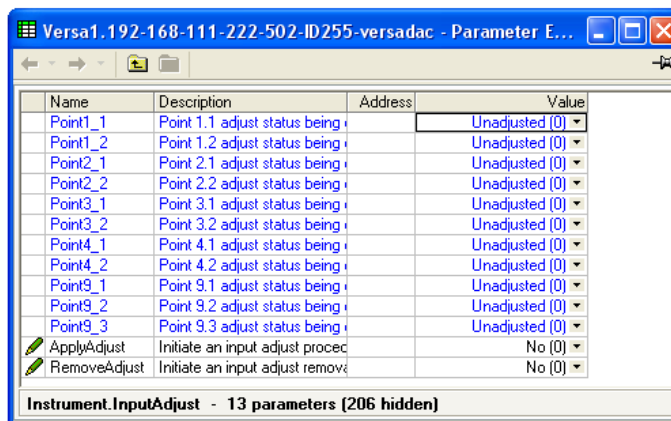 Versa1.192-168-111-222-502-ID255-versadac - Parameter E...
Name Description Address Value
Point1_1 Point 1.1 adjust status being Unadjusted (0)
Point1_2 Point 1.2 adjust status being Unadjusted (0)
Point2_1 Point 2.1 adjust status being Unadjusted (0)
Point2_2 Point 2.2 adjust status being Unadjusted (0)
Point3_1 Point 3.1 adjust status being Unadjusted (0)
Point3_2 Point 3.2 adjust status being Unadjusted (0)
Point4_1 Point 4.1 adjust status being Unadjusted (0)
Point4_2 Point 4.2 adjust status being Unadjusted (0)
Point9_1 Point 9.1 adjust status being Unadjusted (0)
Point9_2 Point 9.2 adjust status being Unadjusted (0)
Point9_3 Point 9.3 adjust status being Unadjusted (0)
ApplyAdjust Initiate an input adjust proced No (0)
RemoveAdjust Initiate an input adjust remova No (0)
Instrument.InputAdjust - 13 parameters (206 hidden)